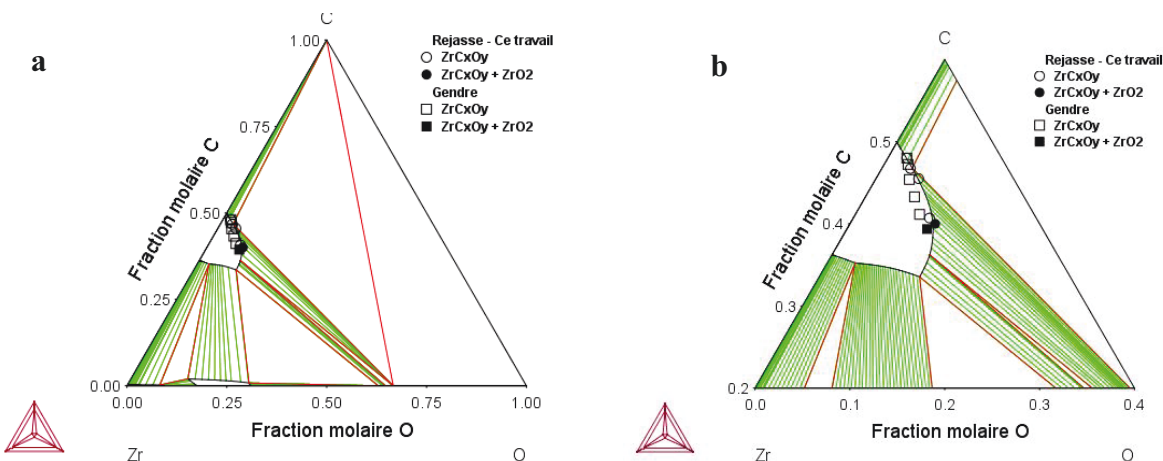 a
C
1.00
0.75
0.50
0.25
0.00
Fraction molaire C
Rejasse - Ce travail
ZrCxOy
ZrCxOy + ZrO2
Gendre
ZrCxOy
ZrCxOy + ZrO2
0.00
0.25
0.50
0.75
1.00
Fraction molaire O
Zr
O
b
C
0.5
0.4
0.3
0.2
Fraction molaire C
Rejasse - Ce travail
ZrCxOy
ZrCxOy + ZrO2
Gendre
ZrCxOy
ZrCxOy + ZrO2
0.0
0.1
0.2
0.3
0.4
Fraction molaire O
Zr
O